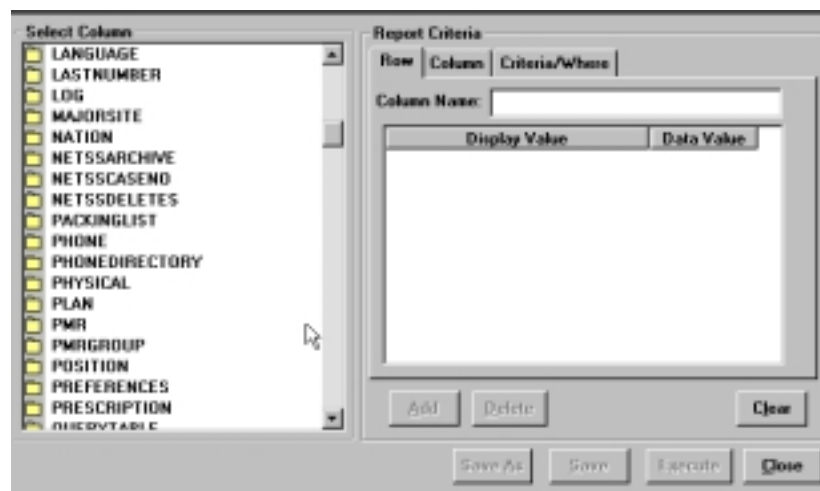 Select Column
LANGUAGE
LASTNUMBER
LOG
MAJORSITE
NATION
NETSSARCHIVE
NETSSCASENO
NETSSDELETES
PACKINGLIST
PHONE
PHONEDIRECTORY
PHYSICAL
PLAN
PMR
PMRGROUP
POSITION
PREFERENCES
PRESCRIPTION
QUERYTABLE
Report Criteria
Row Column Criteria/Where
Column Name:
Display Value Data Value
Add Delete Clear
Save As Save Execute Close